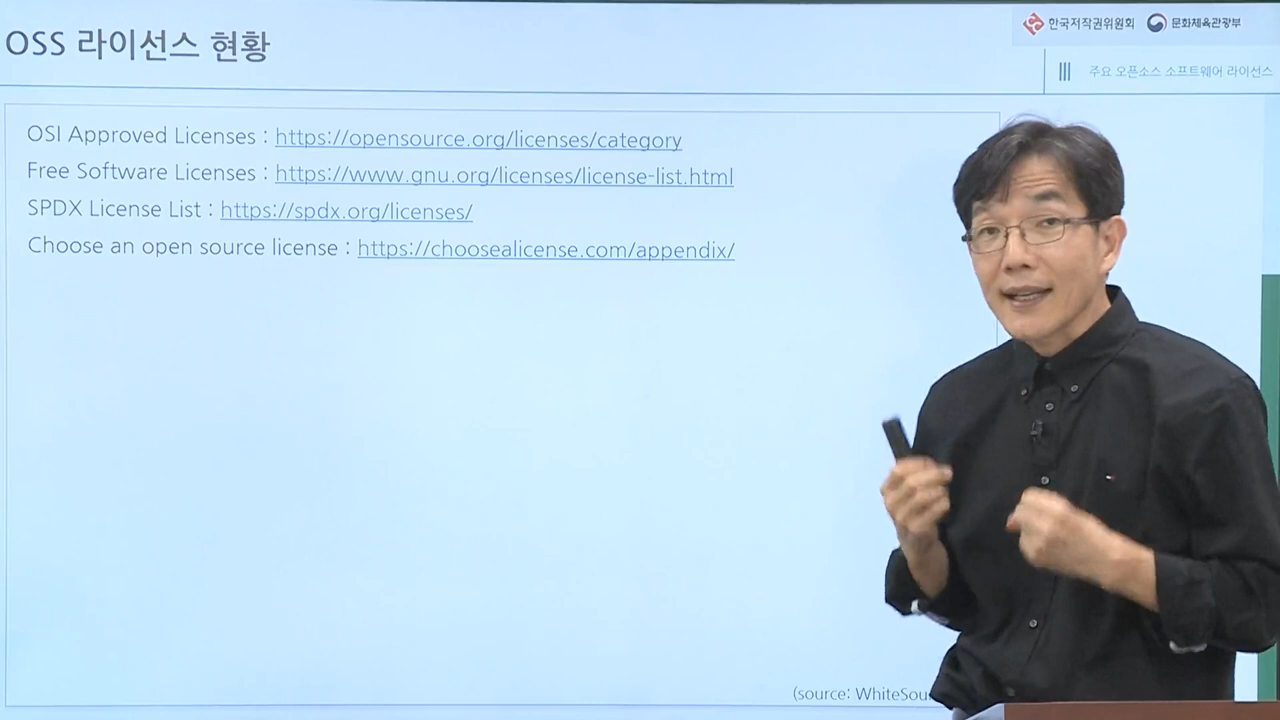 OSS 라이선스 현황
한국저작권위원회 문화체육관광부
주요 오픈소스 소프트웨어 라이선스
OSI Approved Licenses : https://opensource.org/licenses/category
Free Software Licenses : https://www.gnu.org/licenses/license-list.html
SPDX License List : https://spdx.org/licenses/
Choose an open source license : https://choosealicense.com/appendix/
(source: WhiteSou